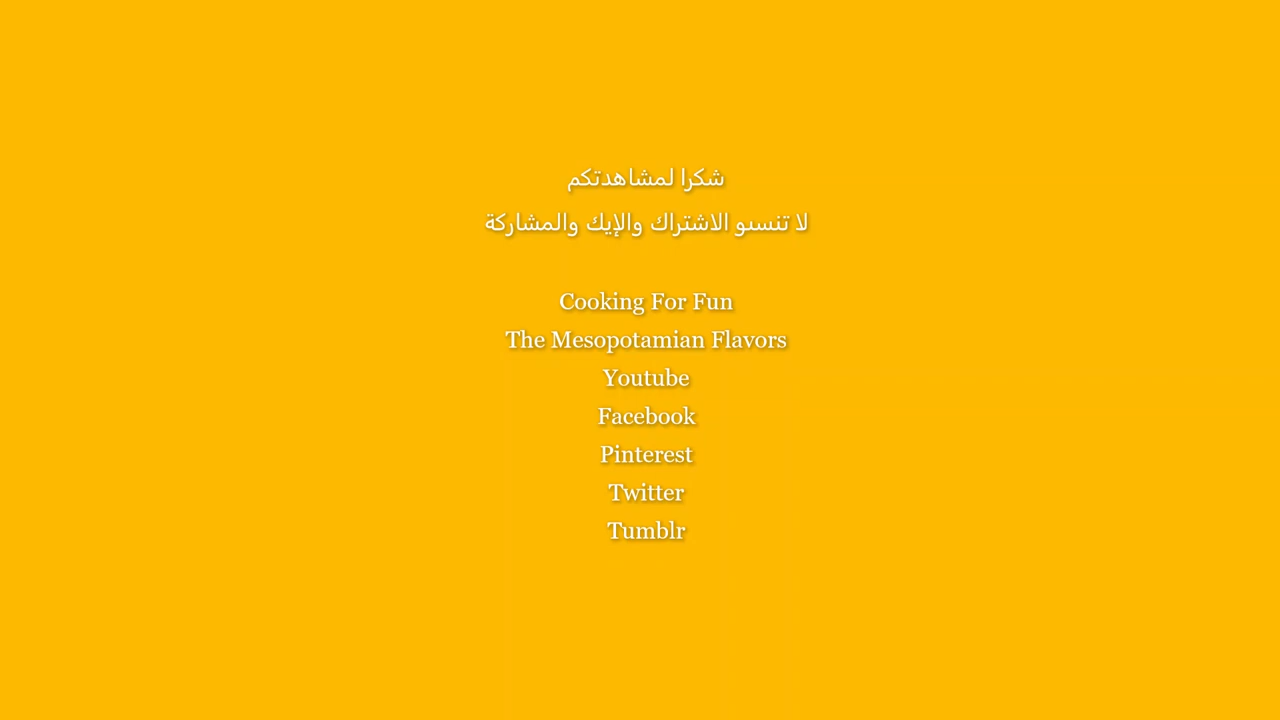 شكرا لمشاهدتكم
لا تنسو الاشتراك والإيك والمشاركة
Cooking For Fun
The Mesopotamian Flavors
Youtube
Facebook
Pinterest
Twitter
Tumblr